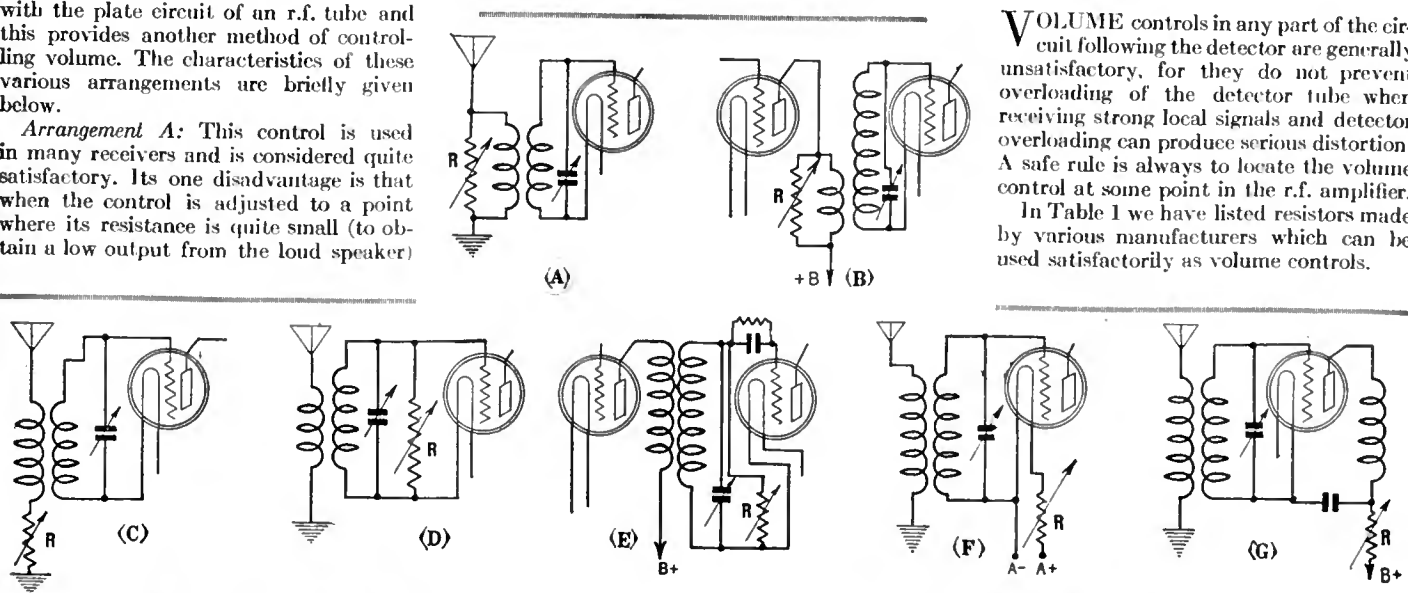 with the plate circuit of an r.f. tube and
this provides another method of control-
ling volume. The characteristics of these
various arrangements are briefly given
below.
Arrangement A: This control is used
in many receivers and is considered quite
satisfactory. Its one disadvantage is that
when the control is adjusted to a point
where its resistance is quite small (to ob-
tain a low output from the loud speaker)
R
(A)
R
+B
(B)
VOLUME controls in any part of the cir-
cuit following the detector are generally
unsatisfactory, for they do not prevent
overloading of the detector tube when
receiving strong local signals and detector
overloading can produce serious distortion
A safe rule is always to locate the volume
control at some point in the r.f. amplifier.
In Table 1 we have listed resistors made
by various manufacturers which can be
used satisfactorily as volume controls.
R
(C)
R
(D)
R
(E)
B+
R
(F)
A- A+
R
(G)
B+